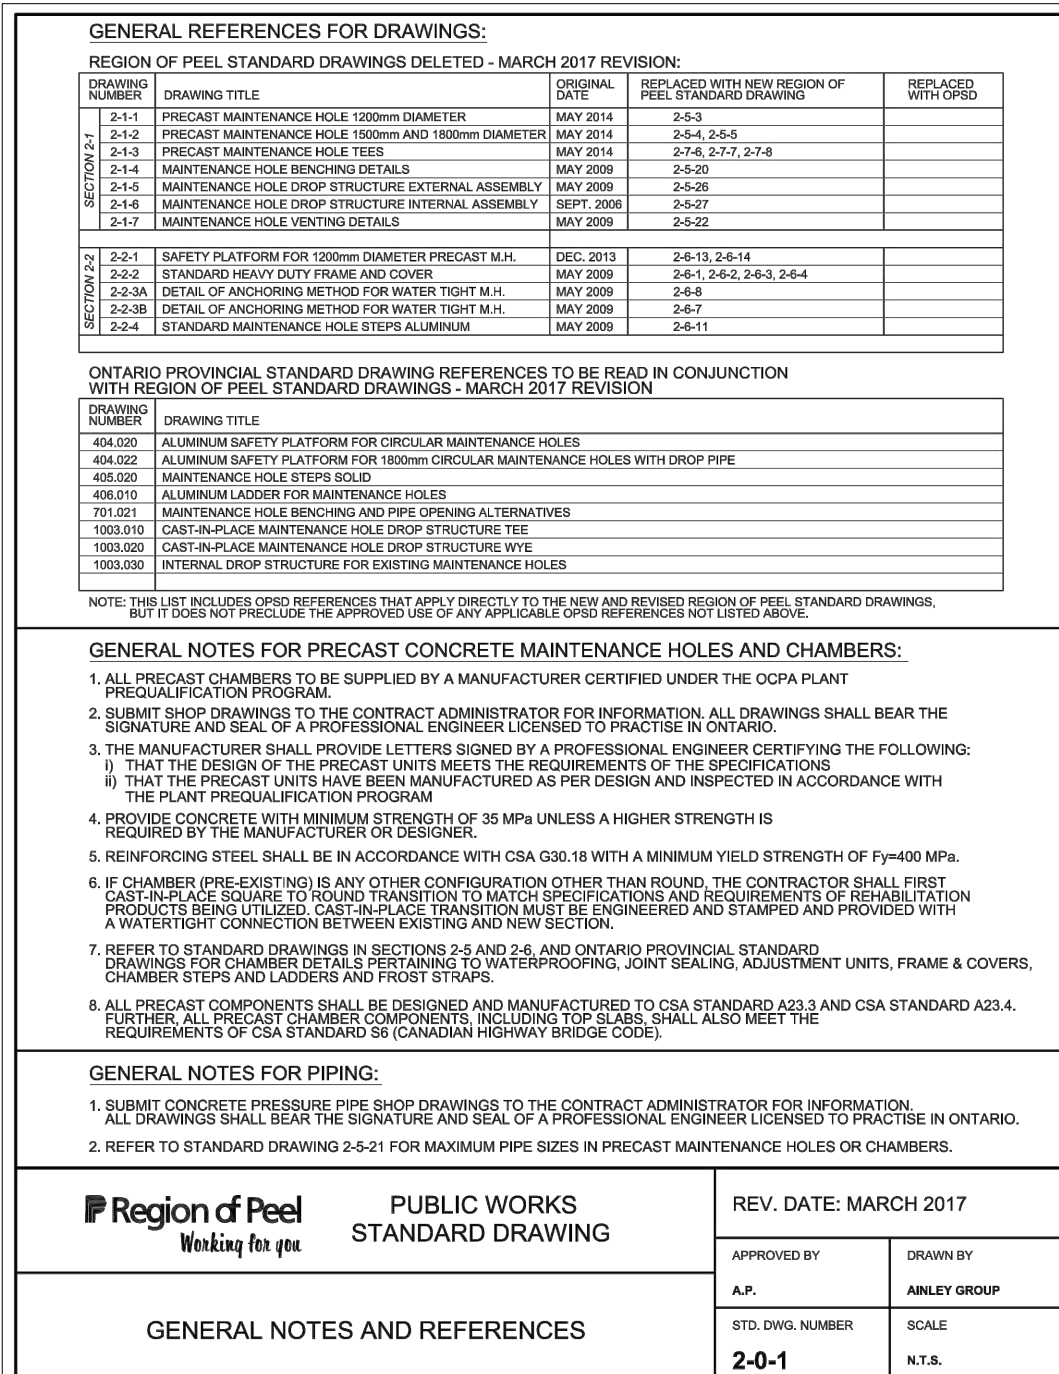 GENERAL REFERENCES FOR DRAWINGS:
REGION OF PEEL STANDARD DRAWINGS DELETED - MARCH 2017 REVISION:
DRAWING NUMBER DRAWING TITLE ORIGINAL DATE REPLACED WITH NEW REGION OF PEEL STANDARD DRAWING REPLACED WITH OPSD
SECTION 2-1
2-1-1 PRECAST MAINTENANCE HOLE 1200mm DIAMETER MAY 2014 2-5-3
2-1-2 PRECAST MAINTENANCE HOLE 1500mm AND 1800mm DIAMETER MAY 2014 2-5-4, 2-5-5
2-1-3 PRECAST MAINTENANCE HOLE TEES MAY 2014 2-7-6, 2-7-7, 2-7-8
2-1-4 MAINTENANCE HOLE BENCHING DETAILS MAY 2009 2-5-20
2-1-5 MAINTENANCE HOLE DROP STRUCTURE EXTERNAL ASSEMBLY MAY 2009 2-5-26
2-1-6 MAINTENANCE HOLE DROP STRUCTURE INTERNAL ASSEMBLY SEPT. 2006 2-5-27
2-1-7 MAINTENANCE HOLE VENTING DETAILS MAY 2009 2-5-22
SECTION 2-2
2-2-1 SAFETY PLATFORM FOR 1200mm DIAMETER PRECAST M.H. DEC. 2013 2-6-13, 2-6-14
2-2-2 STANDARD HEAVY DUTY FRAME AND COVER MAY 2009 2-6-1, 2-6-2, 2-6-3, 2-6-4
2-2-3A DETAIL OF ANCHORING METHOD FOR WATER TIGHT M.H. MAY 2009 2-6-8
2-2-3B DETAIL OF ANCHORING METHOD FOR WATER TIGHT M.H. MAY 2009 2-6-7
2-2-4 STANDARD MAINTENANCE HOLE STEPS ALUMINUM MAY 2009 2-6-11
ONTARIO PROVINCIAL STANDARD DRAWING REFERENCES TO BE READ IN CONJUNCTION
WITH REGION OF PEEL STANDARD DRAWINGS - MARCH 2017 REVISION
DRAWING NUMBER DRAWING TITLE
404.020 ALUMINUM SAFETY PLATFORM FOR CIRCULAR MAINTENANCE HOLES
404.022 ALUMINUM SAFETY PLATFORM FOR 1800mm CIRCULAR MAINTENANCE HOLES WITH DROP PIPE
405.020 MAINTENANCE HOLE STEPS SOLID
406.010 ALUMINUM LADDER FOR MAINTENANCE HOLES
701.021 MAINTENANCE HOLE BENCHING AND PIPE OPENING ALTERNATIVES
1003.010 CAST-IN-PLACE MAINTENANCE HOLE DROP STRUCTURE TEE
1003.020 CAST-IN-PLACE MAINTENANCE HOLE DROP STRUCTURE WYE
1003.030 INTERNAL DROP STRUCTURE FOR EXISTING MAINTENANCE HOLES
NOTE: THIS LIST INCLUDES OPSD REFERENCES THAT APPLY DIRECTLY TO THE NEW AND REVISED REGION OF PEEL STANDARD DRAWINGS,
BUT IT DOES NOT PRECLUDE THE APPROVED USE OF ANY APPLICABLE OPSD REFERENCES NOT LISTED ABOVE.
GENERAL NOTES FOR PRECAST CONCRETE MAINTENANCE HOLES AND CHAMBERS:
1. ALL PRECAST CHAMBERS TO BE SUPPLIED BY A MANUFACTURER CERTIFIED UNDER THE OCPA PLANT
PREQUALIFICATION PROGRAM.
2. SUBMIT SHOP DRAWINGS TO THE CONTRACT ADMINISTRATOR FOR INFORMATION. ALL DRAWINGS SHALL BEAR THE
SIGNATURE AND SEAL OF A PROFESSIONAL ENGINEER LICENSED TO PRACTISE IN ONTARIO.
3. THE MANUFACTURER SHALL PROVIDE LETTERS SIGNED BY A PROFESSIONAL ENGINEER CERTIFYING THE FOLLOWING:
i) THAT THE DESIGN OF THE PRECAST UNITS MEETS THE REQUIREMENTS OF THE SPECIFICATIONS
ii) THAT THE PRECAST UNITS HAVE BEEN MANUFACTURED AS PER DESIGN AND INSPECTED IN ACCORDANCE WITH
THE PLANT PREQUALIFICATION PROGRAM
4. PROVIDE CONCRETE WITH MINIMUM STRENGTH OF 35 MPa UNLESS A HIGHER STRENGTH IS
REQUIRED BY THE MANUFACTURER OR DESIGNER.
5. REINFORCING STEEL SHALL BE IN ACCORDANCE WITH CSA G30.18 WITH A MINIMUM YIELD STRENGTH OF Fy=400 MPa.
6. IF CHAMBER (PRE-EXISTING) IS ANY OTHER CONFIGURATION OTHER THAN ROUND, THE CONTRACTOR SHALL FIRST
CAST-IN-PLACE SQUARE TO ROUND TRANSITION TO MATCH SPECIFICATIONS AND REQUIREMENTS OF REHABILITATION
PRODUCTS BEING UTILIZED. CAST-IN-PLACE TRANSITION MUST BE ENGINEERED AND STAMPED AND PROVIDED WITH
A WATERTIGHT CONNECTION BETWEEN EXISTING AND NEW SECTION.
7. REFER TO STANDARD DRAWINGS IN SECTIONS 2-5 AND 2-6, AND ONTARIO PROVINCIAL STANDARD
DRAWINGS FOR CHAMBER DETAILS PERTAINING TO WATERPROOFING, JOINT SEALING, ADJUSTMENT UNITS, FRAME & COVERS,
CHAMBER STEPS AND LADDERS AND FROST STRAPS.
8. ALL PRECAST COMPONENTS SHALL BE DESIGNED AND MANUFACTURED TO CSA STANDARD A23.3 AND CSA STANDARD A23.4.
FURTHER, ALL PRECAST CHAMBER COMPONENTS, INCLUDING TOP SLABS, SHALL ALSO MEET THE
REQUIREMENTS OF CSA STANDARD S6 (CANADIAN HIGHWAY BRIDGE CODE).
GENERAL NOTES FOR PIPING:
1. SUBMIT CONCRETE PRESSURE PIPE SHOP DRAWINGS TO THE CONTRACT ADMINISTRATOR FOR INFORMATION.
ALL DRAWINGS SHALL BEAR THE SIGNATURE AND SEAL OF A PROFESSIONAL ENGINEER LICENSED TO PRACTISE IN ONTARIO.
2. REFER TO STANDARD DRAWING 2-5-21 FOR MAXIMUM PIPE SIZES IN PRECAST MAINTENANCE HOLES OR CHAMBERS.
Region of Peel
Working for you
PUBLIC WORKS
STANDARD DRAWING
REV. DATE: MARCH 2017
APPROVED BY
A.P.
DRAWN BY
AINLEY GROUP
GENERAL NOTES AND REFERENCES
STD. DWG. NUMBER
2-0-1
SCALE
N.T.S.